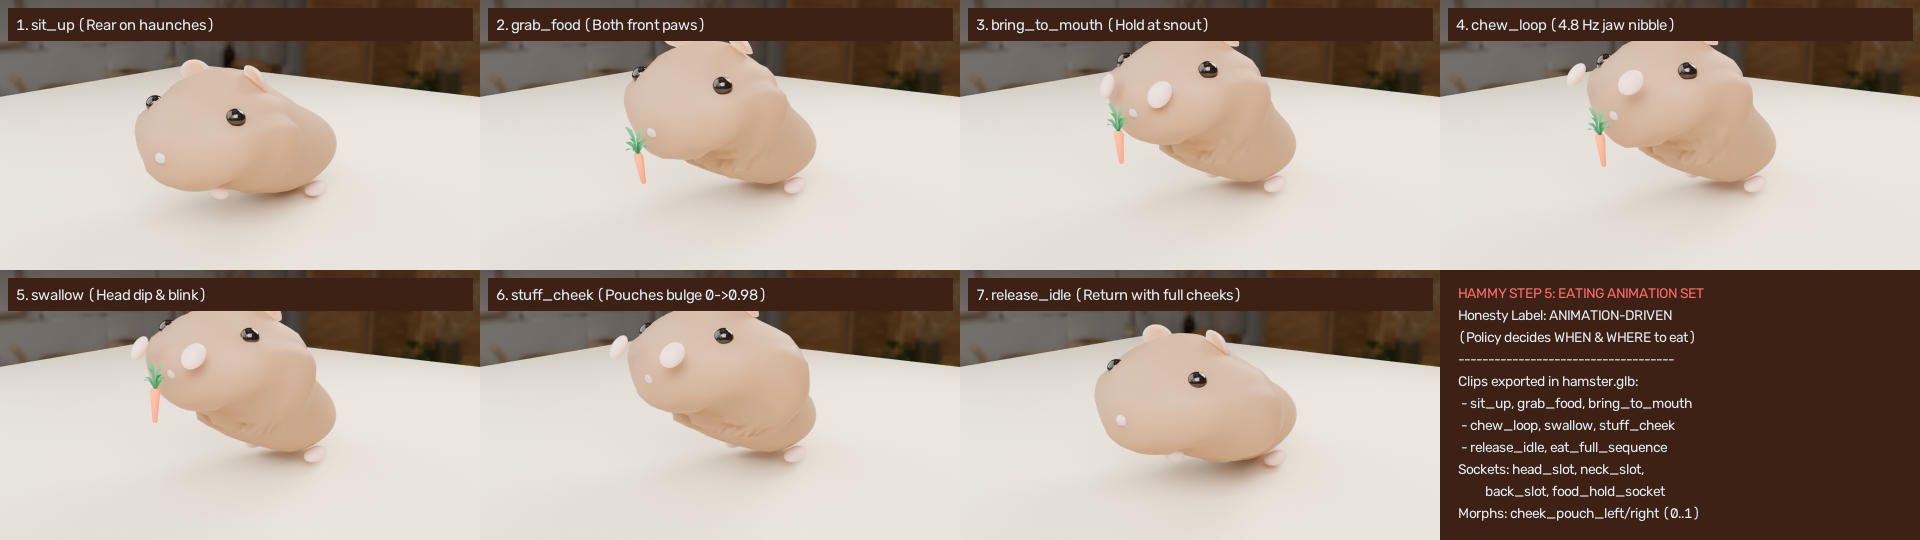 1. sit_up (Rear on haunches)
2. grab_food (Both front paws)
3. bring_to_mouth (Hold at snout)
4. chew_loop (4.8 Hz jaw nibble)
5. swallow (Head dip & blink)
6. stuff_cheek (Pouches bulge 0->0.98)
7. release_idle (Return with full cheeks)
HAMMY STEP 5: EATING ANIMATION SET
Honesty Label: ANIMATION-DRIVEN
(Policy decides WHEN & WHERE to eat)
------------------------------------
Clips exported in hamster.glb:
- sit_up, grab_food, bring_to_mouth
- chew_loop, swallow, stuff_cheek
- release_idle, eat_full_sequence
Sockets: head_slot, neck_slot,
back_slot, food_hold_socket
Morphs: cheek_pouch_left/right (0..1)